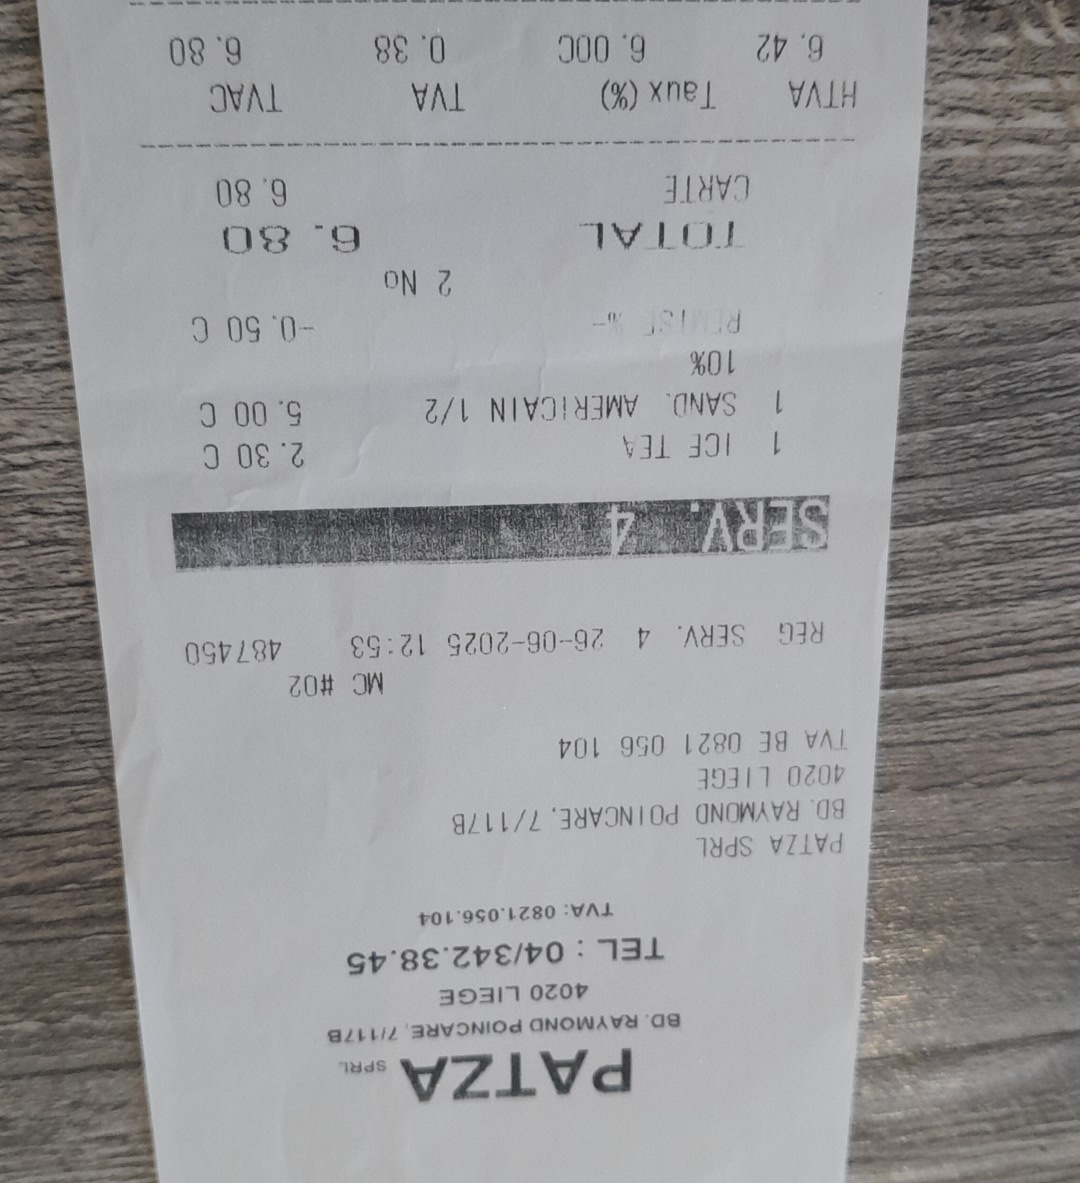 PATZA SPRL
BD. RAYMOND POINCARE, 7/117B
4020 LIEGE
TEL : 04/342.38.45
TVA: 0821.056.104
PATZA SPRL
BD. RAYMOND POINCARE, 7/117B
4020 LIEGE
TVA BE 0821 056 104
MC #02
REG SERV. 4 26-06-2025 12:53 487450
SERV. 4
1 ICE TEA 2.30 C
1 SAND. AMERICAIN 1/2 5.00 C
10%
REMISE %- -0.50 C
2 No
TOTAL 6.80
CARTE 6.80
HTVA Taux (%) TVA TVAC
6.42 6.00C 0.38 6.80